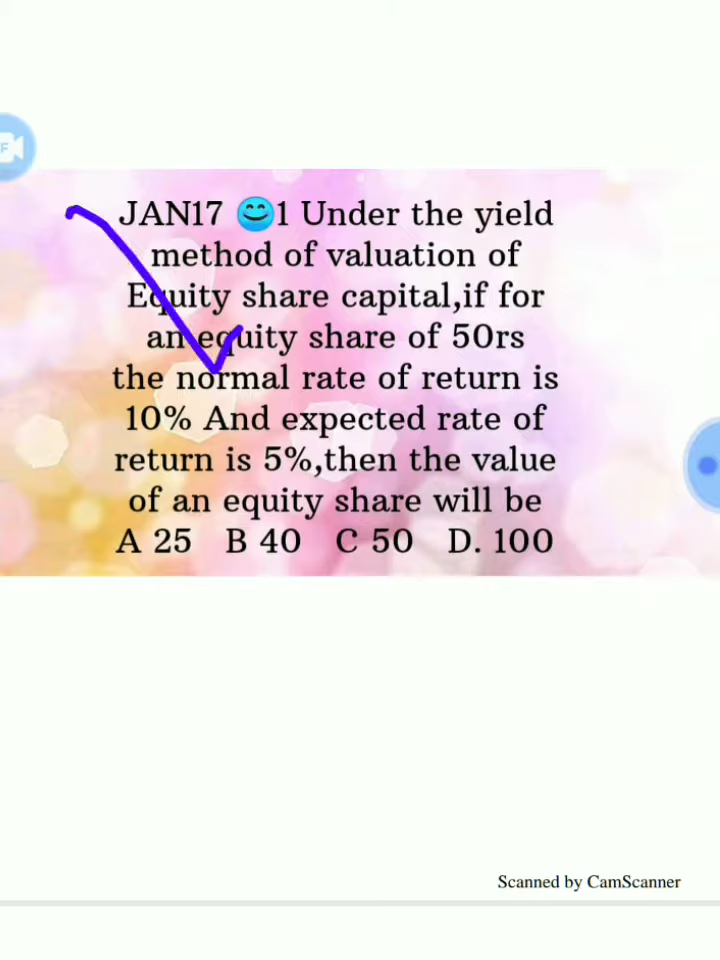 F
JAN17 😊1 Under the yield
method of valuation of
Equity share capital,if for
an equity share of 50rs
the normal rate of return is
10% And expected rate of
return is 5%,then the value
of an equity share will be
A 25 B 40 C 50 D. 100
Scanned by CamScanner